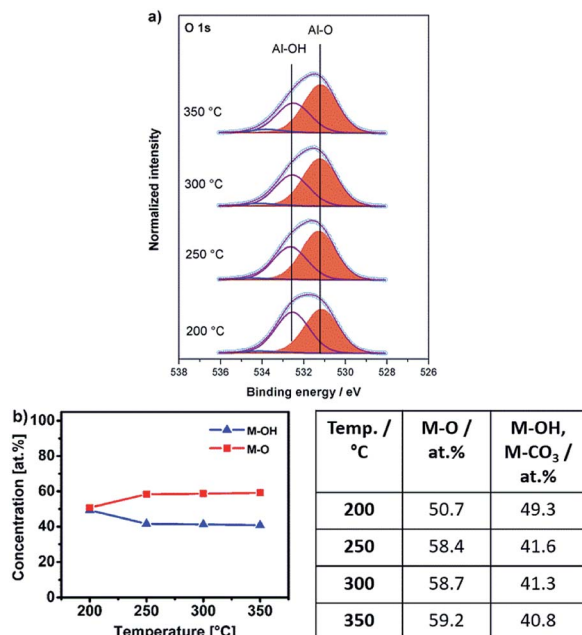 a)
O 1s
Al-OH
Al-O
350 °C
300 °C
250 °C
200 °C
Normalized intensity
538 536 534 532 530 528 526
Binding energy / eV
b)
M-OH
M-O
Concentration [at.%]
100
80
60
40
20
0
200 250 300 350
Temperature [°C]
Temp. / °C M-O / at.% M-OH, M-CO₃ / at.%
200 50.7 49.3
250 58.4 41.6
300 58.7 41.3
350 59.2 40.8